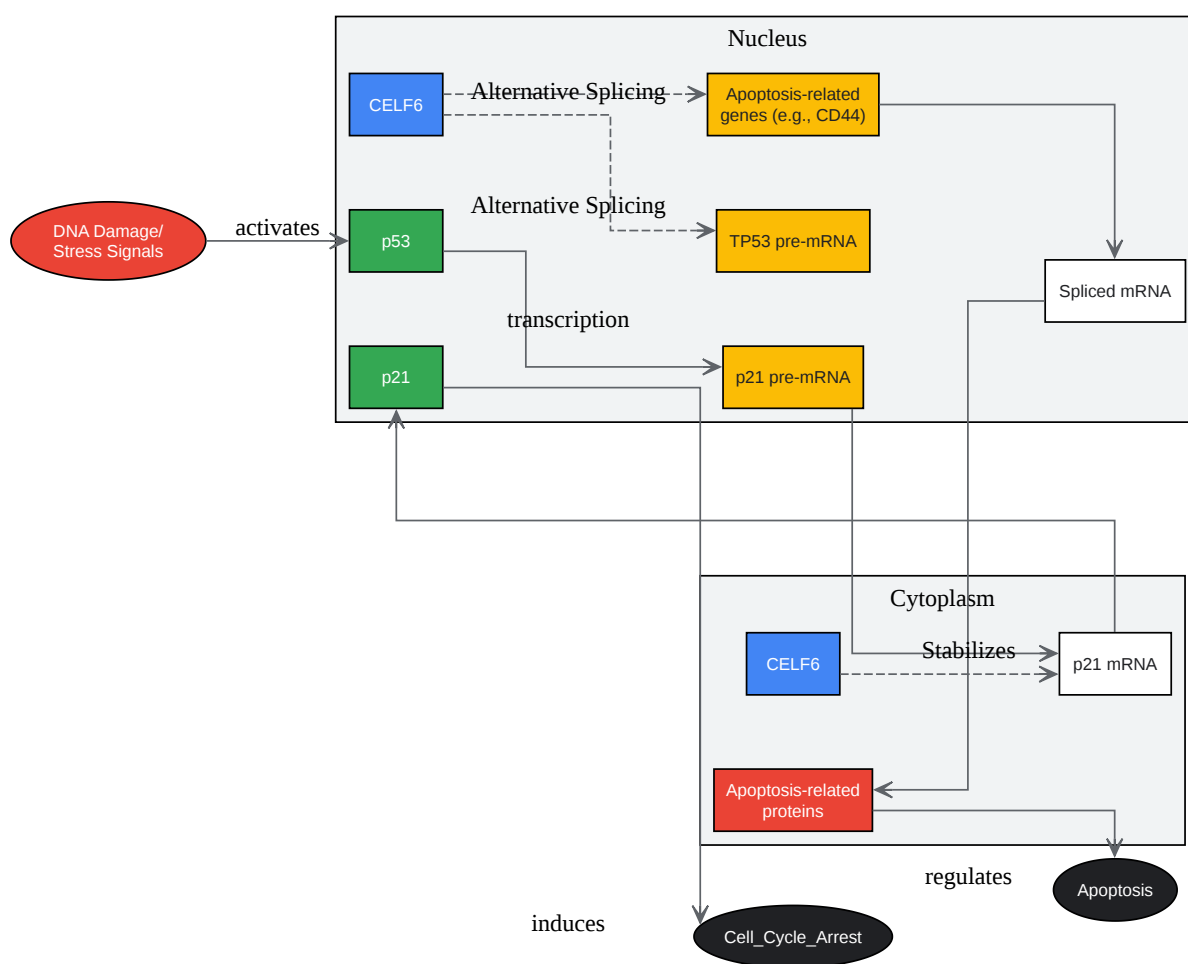 Nucleus
CELF6
Alternative Splicing
Apoptosis-related
genes (e.g., CD44)
DNA Damage/
Stress Signals
activates
p53
Alternative Splicing
TP53 pre-mRNA
Spliced mRNA
transcription
p21
p21 pre-mRNA
Cytoplasm
CELF6
Stabilizes
p21 mRNA
Apoptosis-related
proteins
regulates
Apoptosis
induces
Cell_Cycle_Arrest